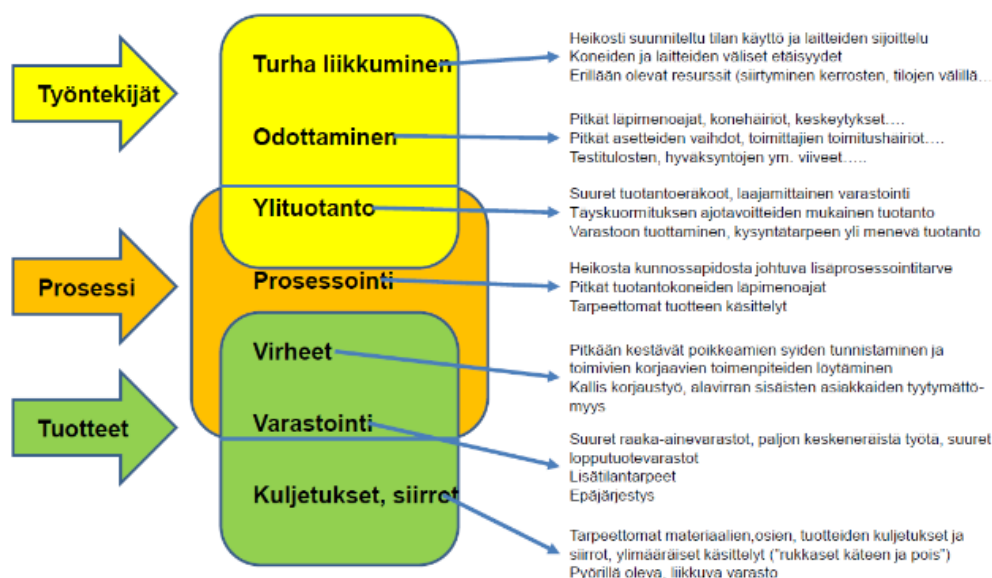 Työntekijät
Prosessi
Tuotteet
Turha liikkuminen
Odottaminen
Ylituotanto
Prosessointi
Virheet
Varastointi
Kuljetukset, siirrot
Heikosti suunniteltu tilan käyttö ja laitteiden sijoittelu
Koneiden ja laitteiden väliset etäisyydet
Erillään olevat resurssit (siirtyminen kerrosten, tilojen välillä…
Pitkät läpimenoajat, konehäiriöt, keskeytykset….
Pitkät asetteiden vaihdot, toimittajien toimitushäiriot….
Testitulosten, hyväksyntöjen ym. viiveet…..
Suuret tuotantoeräkoot, laajamittainen varastointi
Täyskuormituksen ajotavoitteiden mukainen tuotanto
Varastoon tuottaminen, kysyntätarpeen yli menevä tuotanto
Heikosta kunnossapidosta johtuva lisäprosessointitarve
Pitkät tuotantokoneiden läpimenoajat
Tarpeettomat tuotteen käsittelyt
Pitkään kestävät poikkeamien syiden tunnistaminen ja
toimivien korjaavien toimenpiteiden löytäminen
Kallis korjaustyö, alavirran sisäisten asiakkaiden tyytymättö-
myys
Suuret raaka-ainevarastot, paljon keskeneräistä työtä, suuret
lopputuotevarastot
Lisätilantarpeet
Epäjärjestys
Tarpeettomat materiaalien,osien, tuotteiden kuljetukset ja
siirrot, ylimääräiset käsittelyt ("rukkaset käteen ja pois")
Pyörillä oleva, liikkuva varasto